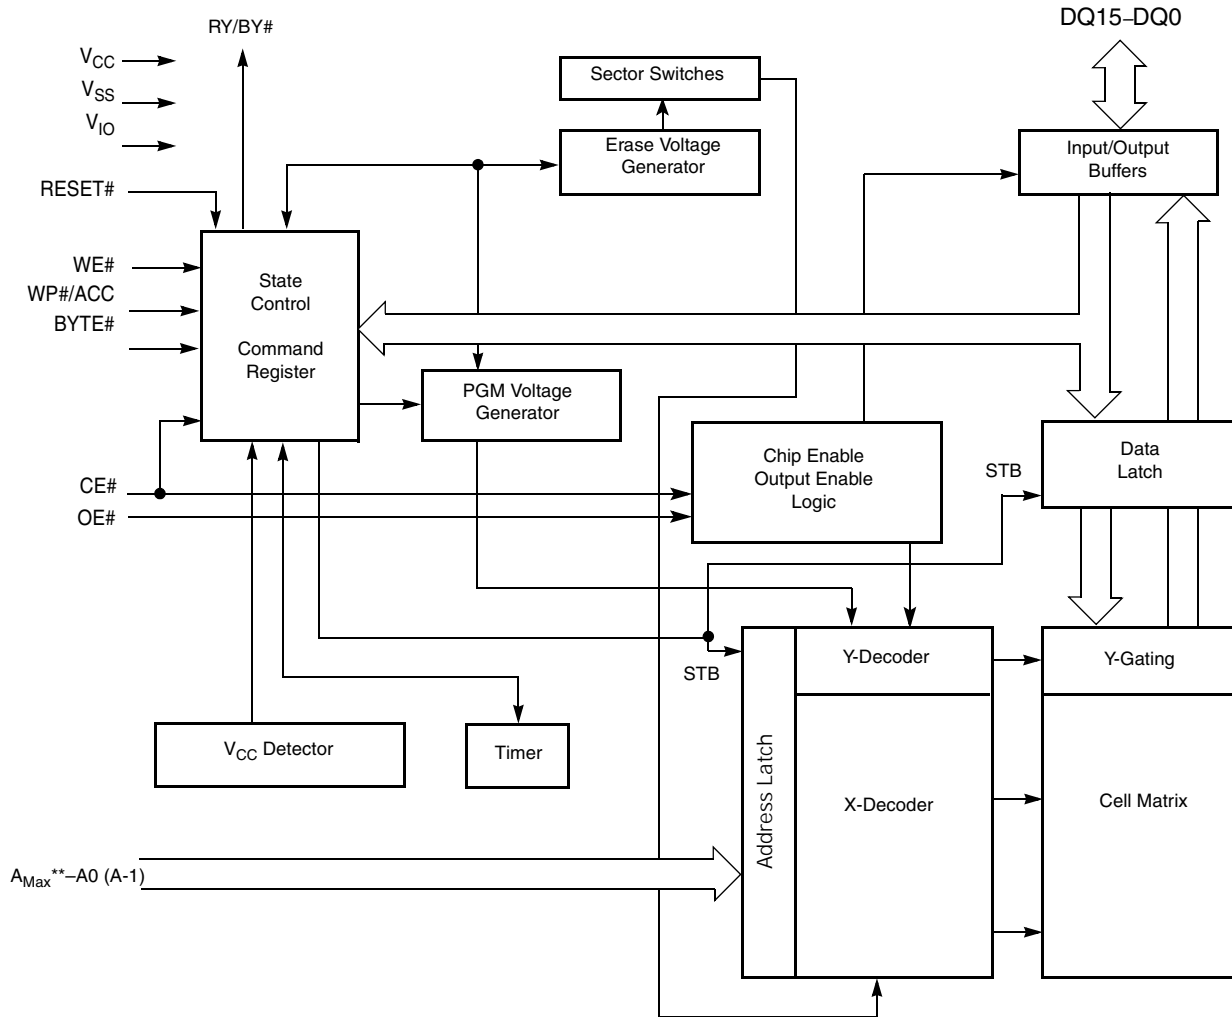 DQ15–DQ0
RY/BY#
VCC
VSS
VIO
Sector Switches
Erase Voltage
Generator
Input/Output
Buffers
RESET#
WE#
WP#/ACC
BYTE#
State
Control
Command
Register
PGM Voltage
Generator
CE#
OE#
Chip Enable
Output Enable
Logic
STB
Data
Latch
STB
Y-Decoder
Y-Gating
VCC Detector
Timer
Address Latch
X-Decoder
Cell Matrix
AMax**–A0 (A-1)